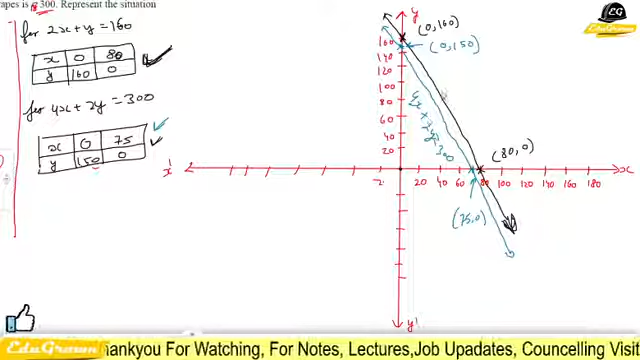 rapes is ₹ 300. Represent the situation
for 2x+y=160
x 0 80
y 160 0
for 4x+2y=300
x 0 75
y 150 0
y
(0,160)
(0,150)
160
140
120
100
80
60
40
20
4x+2y=300
(80,0)
x
20 40 60 80 100 120 140 160 180
(75,0)
y'
EG
EduGrown
EduGrown
Thankyou For Watching, For Notes, Lectures,Job Upadates, Councelling Visit